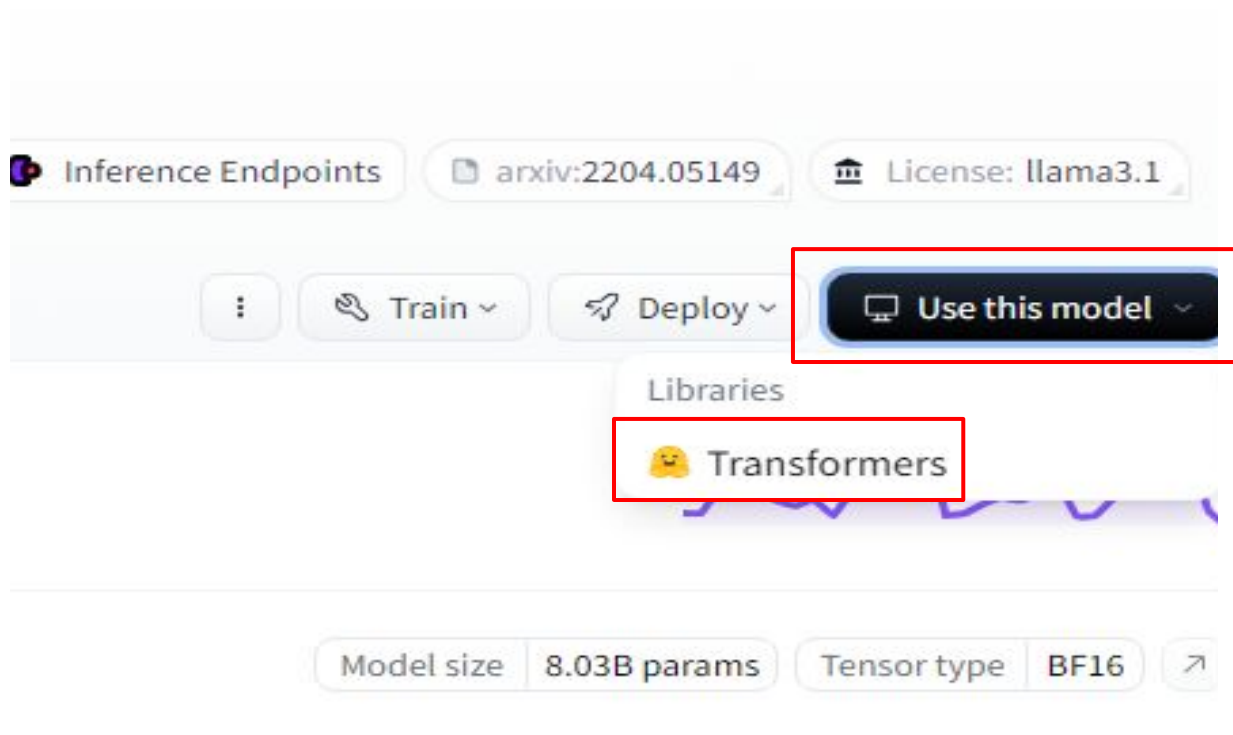 Inference Endpoints arxiv:2204.05149 License: llama3.1
Train Deploy Use this model
Libraries
Transformers
Model size 8.03B params Tensor type BF16